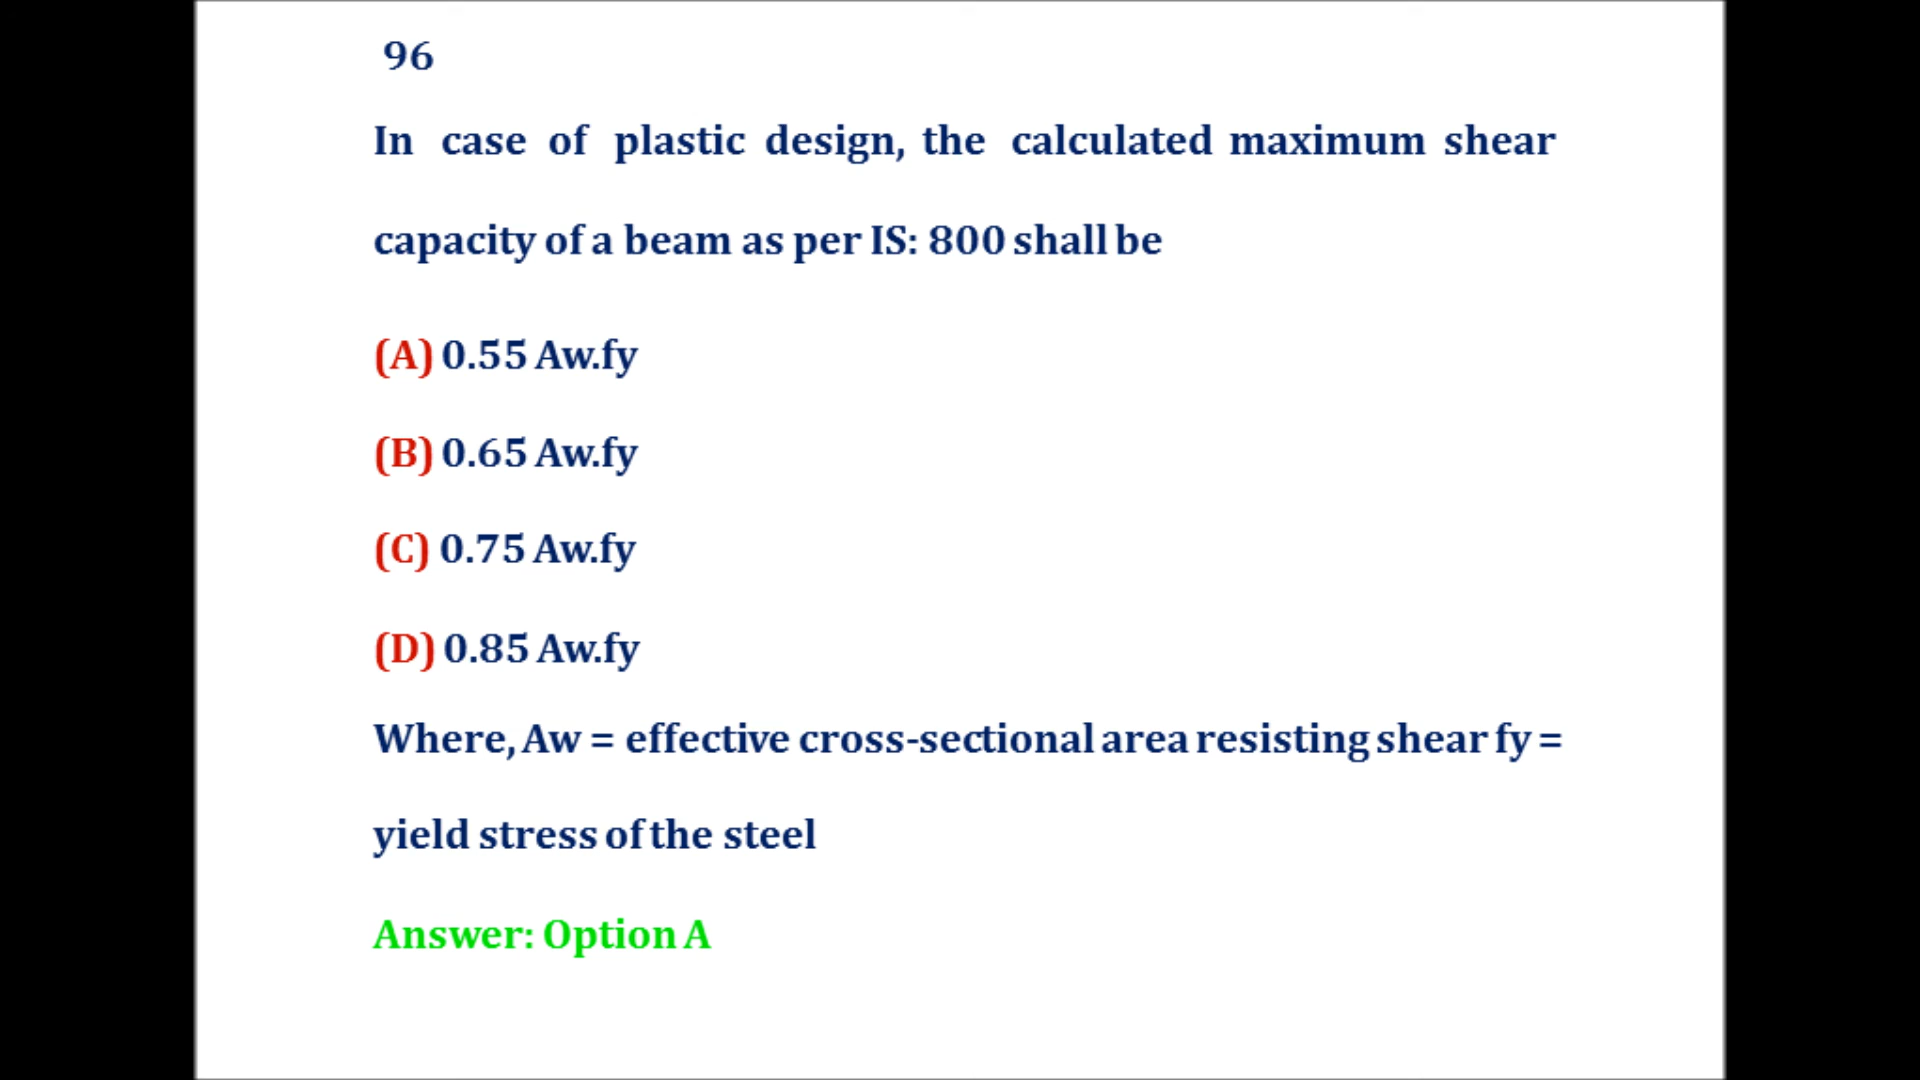 96
In case of plastic design, the calculated maximum shear
capacity of a beam as per IS: 800 shall be
(A) 0.55 Aw.fy
(B) 0.65 Aw.fy
(C) 0.75 Aw.fy
(D) 0.85 Aw.fy
Where, Aw = effective cross-sectional area resisting shear fy =
yield stress of the steel
Answer: Option A